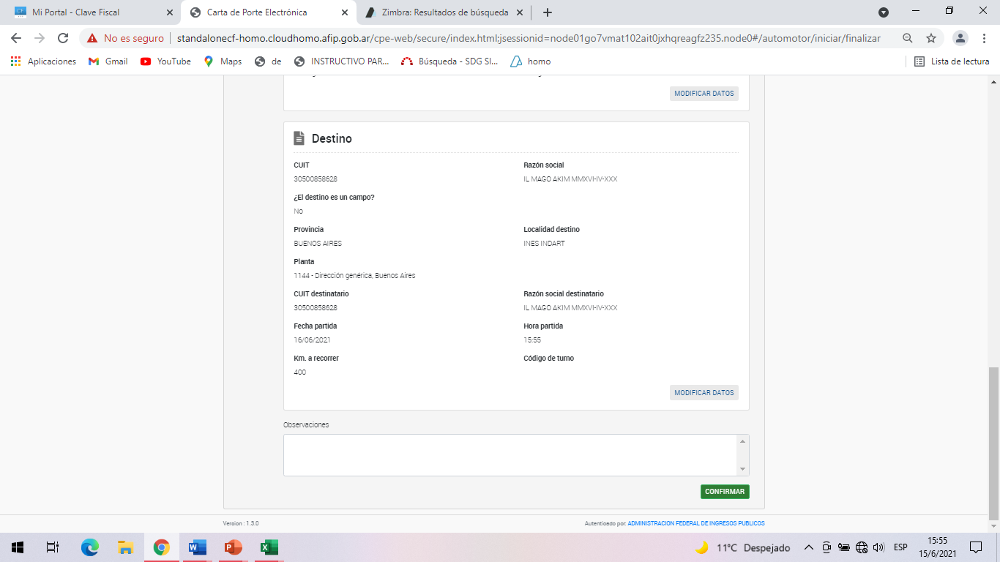 Mi Portal - Clave Fiscal
Carta de Porte Electrónica
Zimbra: Resultados de búsqueda
No es seguro
standalonecf-homo.cloudhomo.afip.gob.ar/cpe-web/secure/index.html;jsessionid=node01go7vmat102ait0jxhqreagfz235.node0#/automotor/iniciar/finalizar
Aplicaciones
Gmail
YouTube
Maps
de
INSTRUCTIVO PAR...
Búsqueda - SDG SI...
homo
Lista de lectura
MODIFICAR DATOS
Destino
CUIT
30500858628
Razón social
IL MAGO AKIM MMXVI-IV-XXX
¿El destino es un campo?
No
Provincia
BUENOS AIRES
Localidad destino
INES INDART
Planta
1144 - Dirección genérica, Buenos Aires
CUIT destinatario
30500858628
Razón social destinatario
IL MAGO AKIM MMXVI-IV-XXX
Fecha partida
16/06/2021
Hora partida
15:55
Km. a recorrer
400
Código de turno
MODIFICAR DATOS
Observaciones
CONFIRMAR
Version : 1.3.0
Autenticado por: ADMINISTRACION FEDERAL DE INGRESOS PUBLICOS
11°C Despejado
ESP
15:55
15/6/2021